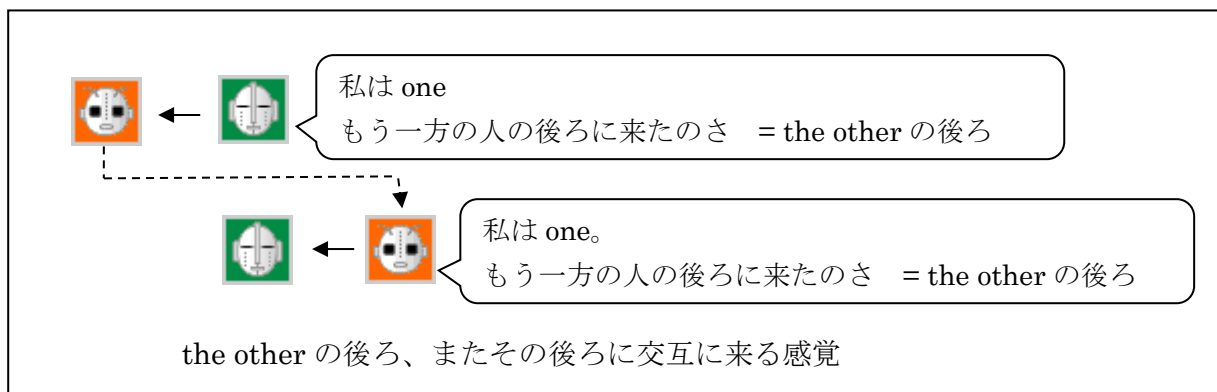 私は one
もう一方の人の後ろに来たのさ　= the other の後ろ
私は one。
もう一方の人の後ろに来たのさ　= the other の後ろ
the other の後ろ、またその後ろに交互に来る感覚